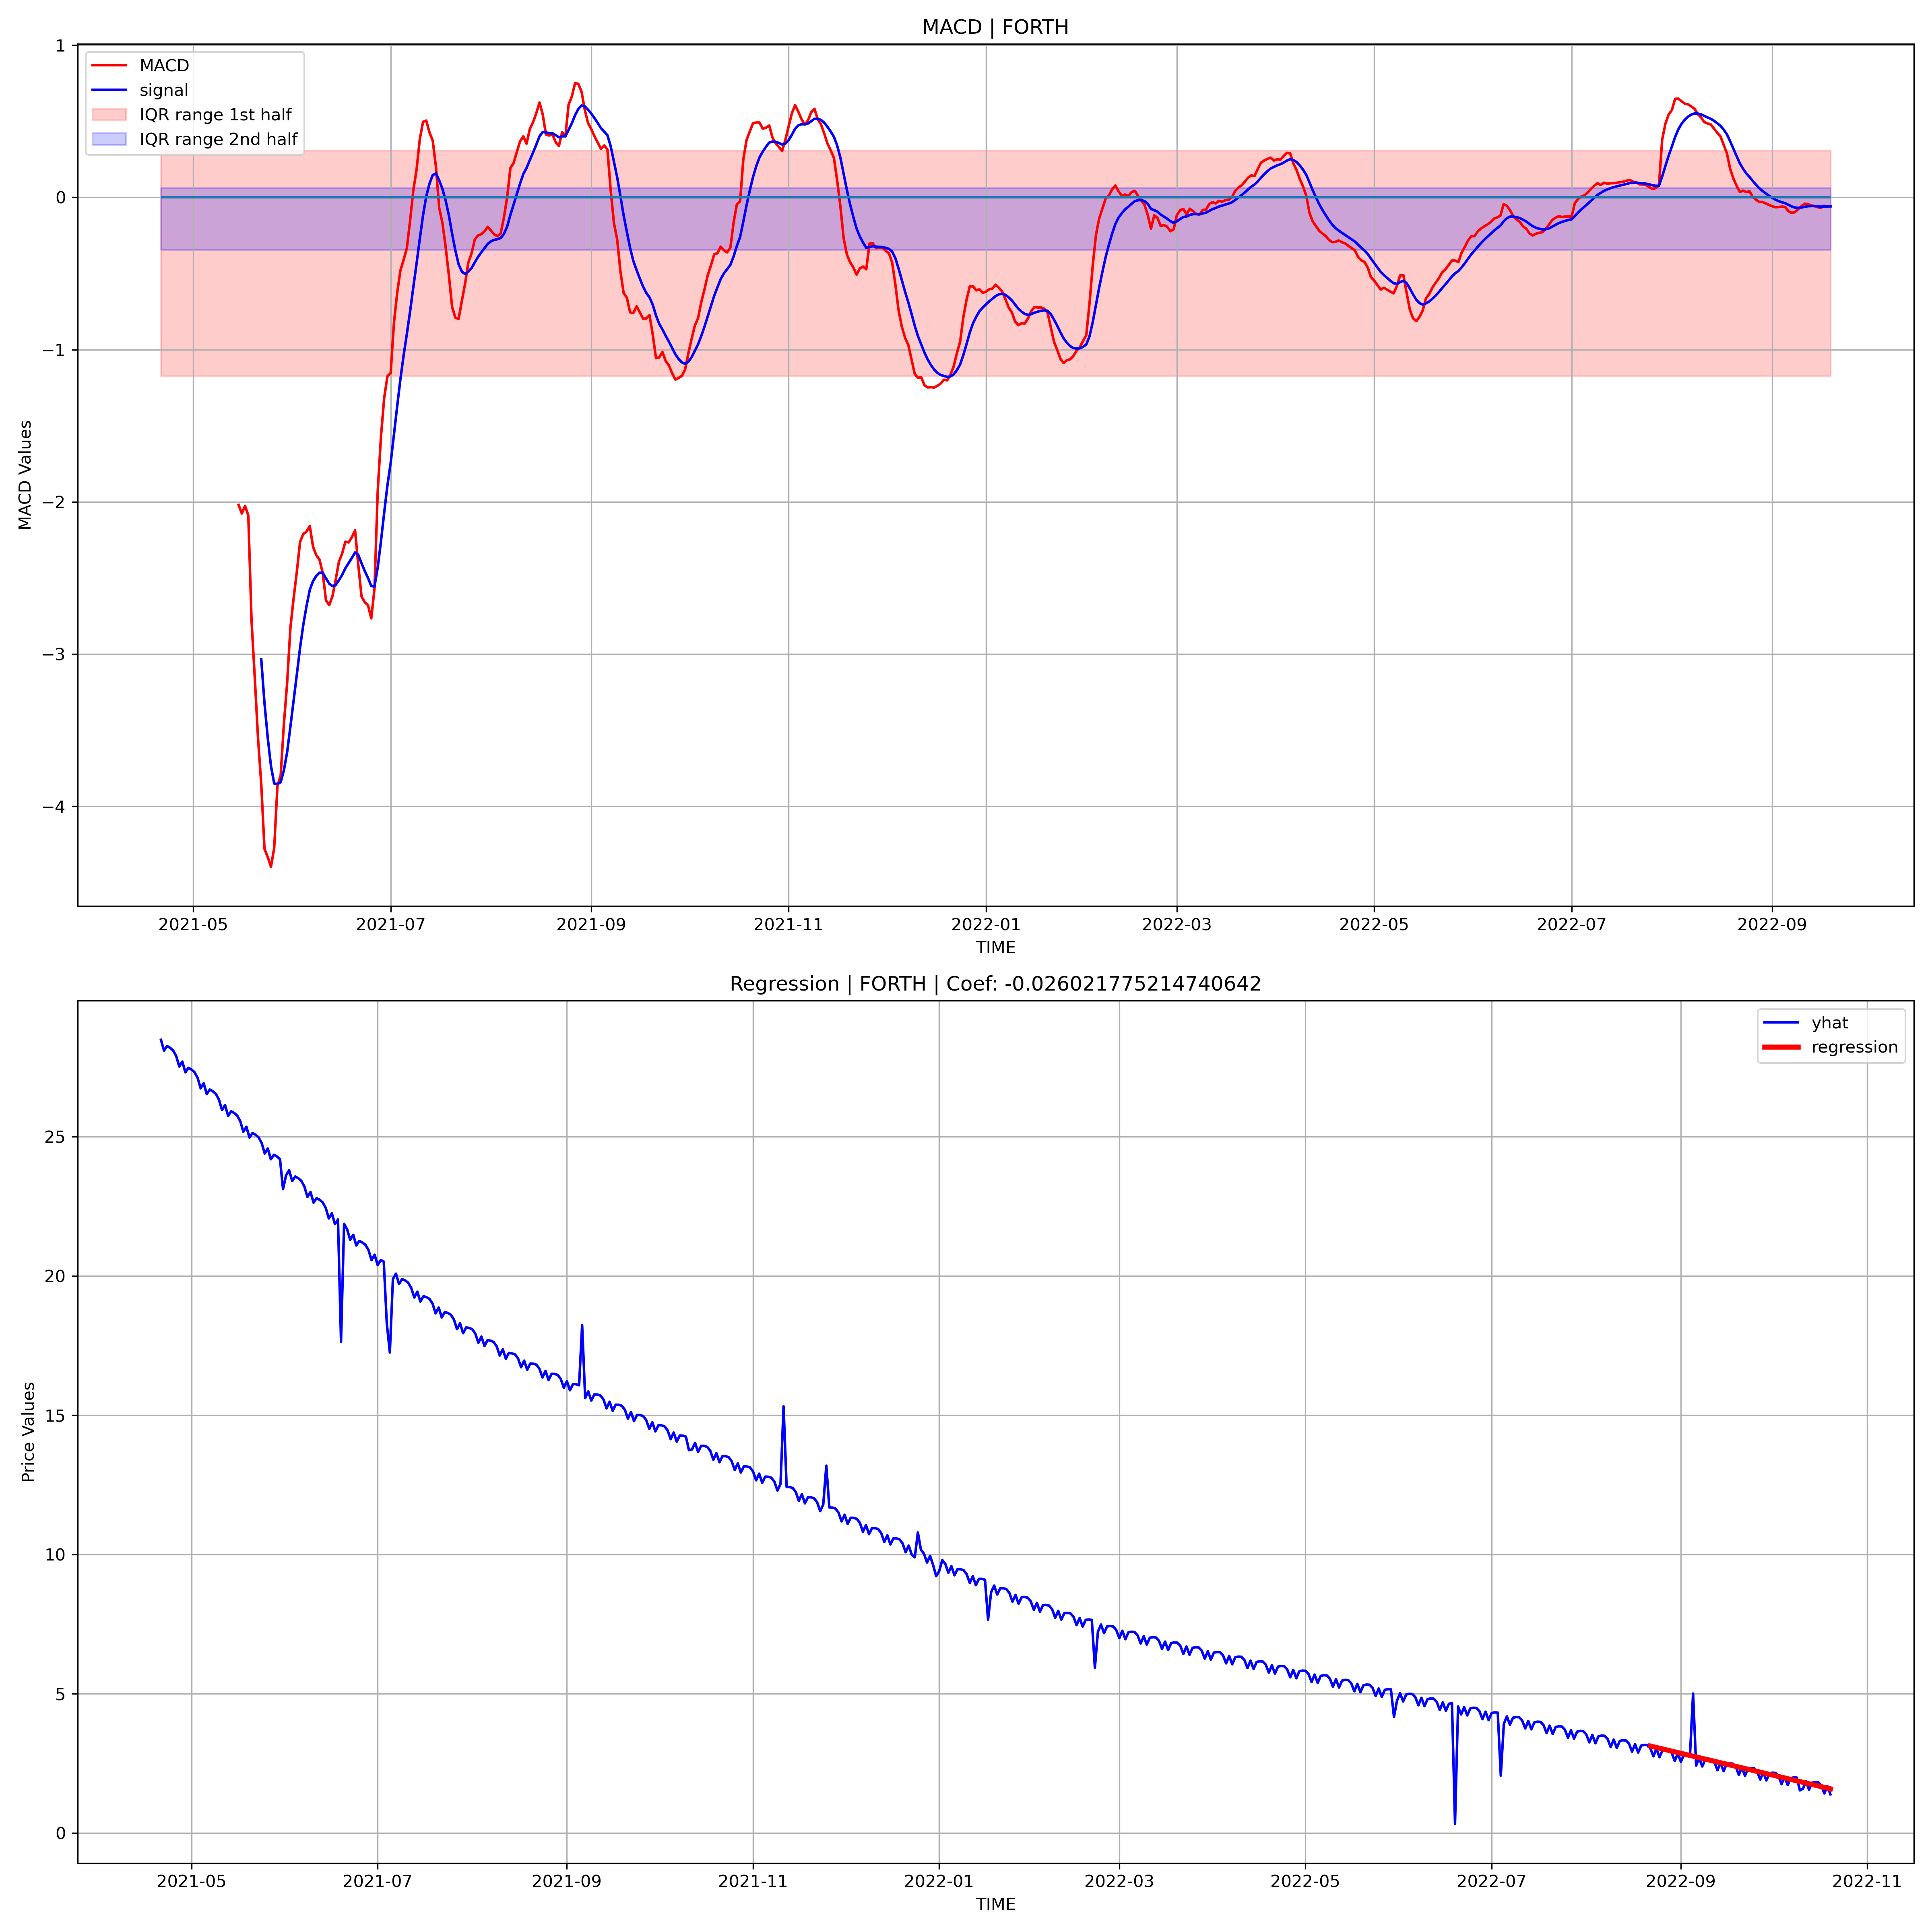 MACD | FORTH
MACD
signal
IQR range 1st half
IQR range 2nd half
1
0
−1
−2
−3
−4
MACD Values
2021-05 2021-07 2021-09 2021-11 2022-01 2022-03 2022-05 2022-07 2022-09
TIME
Regression | FORTH | Coef: -0.026021775214740642
yhat
regression
25
20
15
10
5
0
Price Values
2021-05 2021-07 2021-09 2021-11 2022-01 2022-03 2022-05 2022-07 2022-09 2022-11
TIME